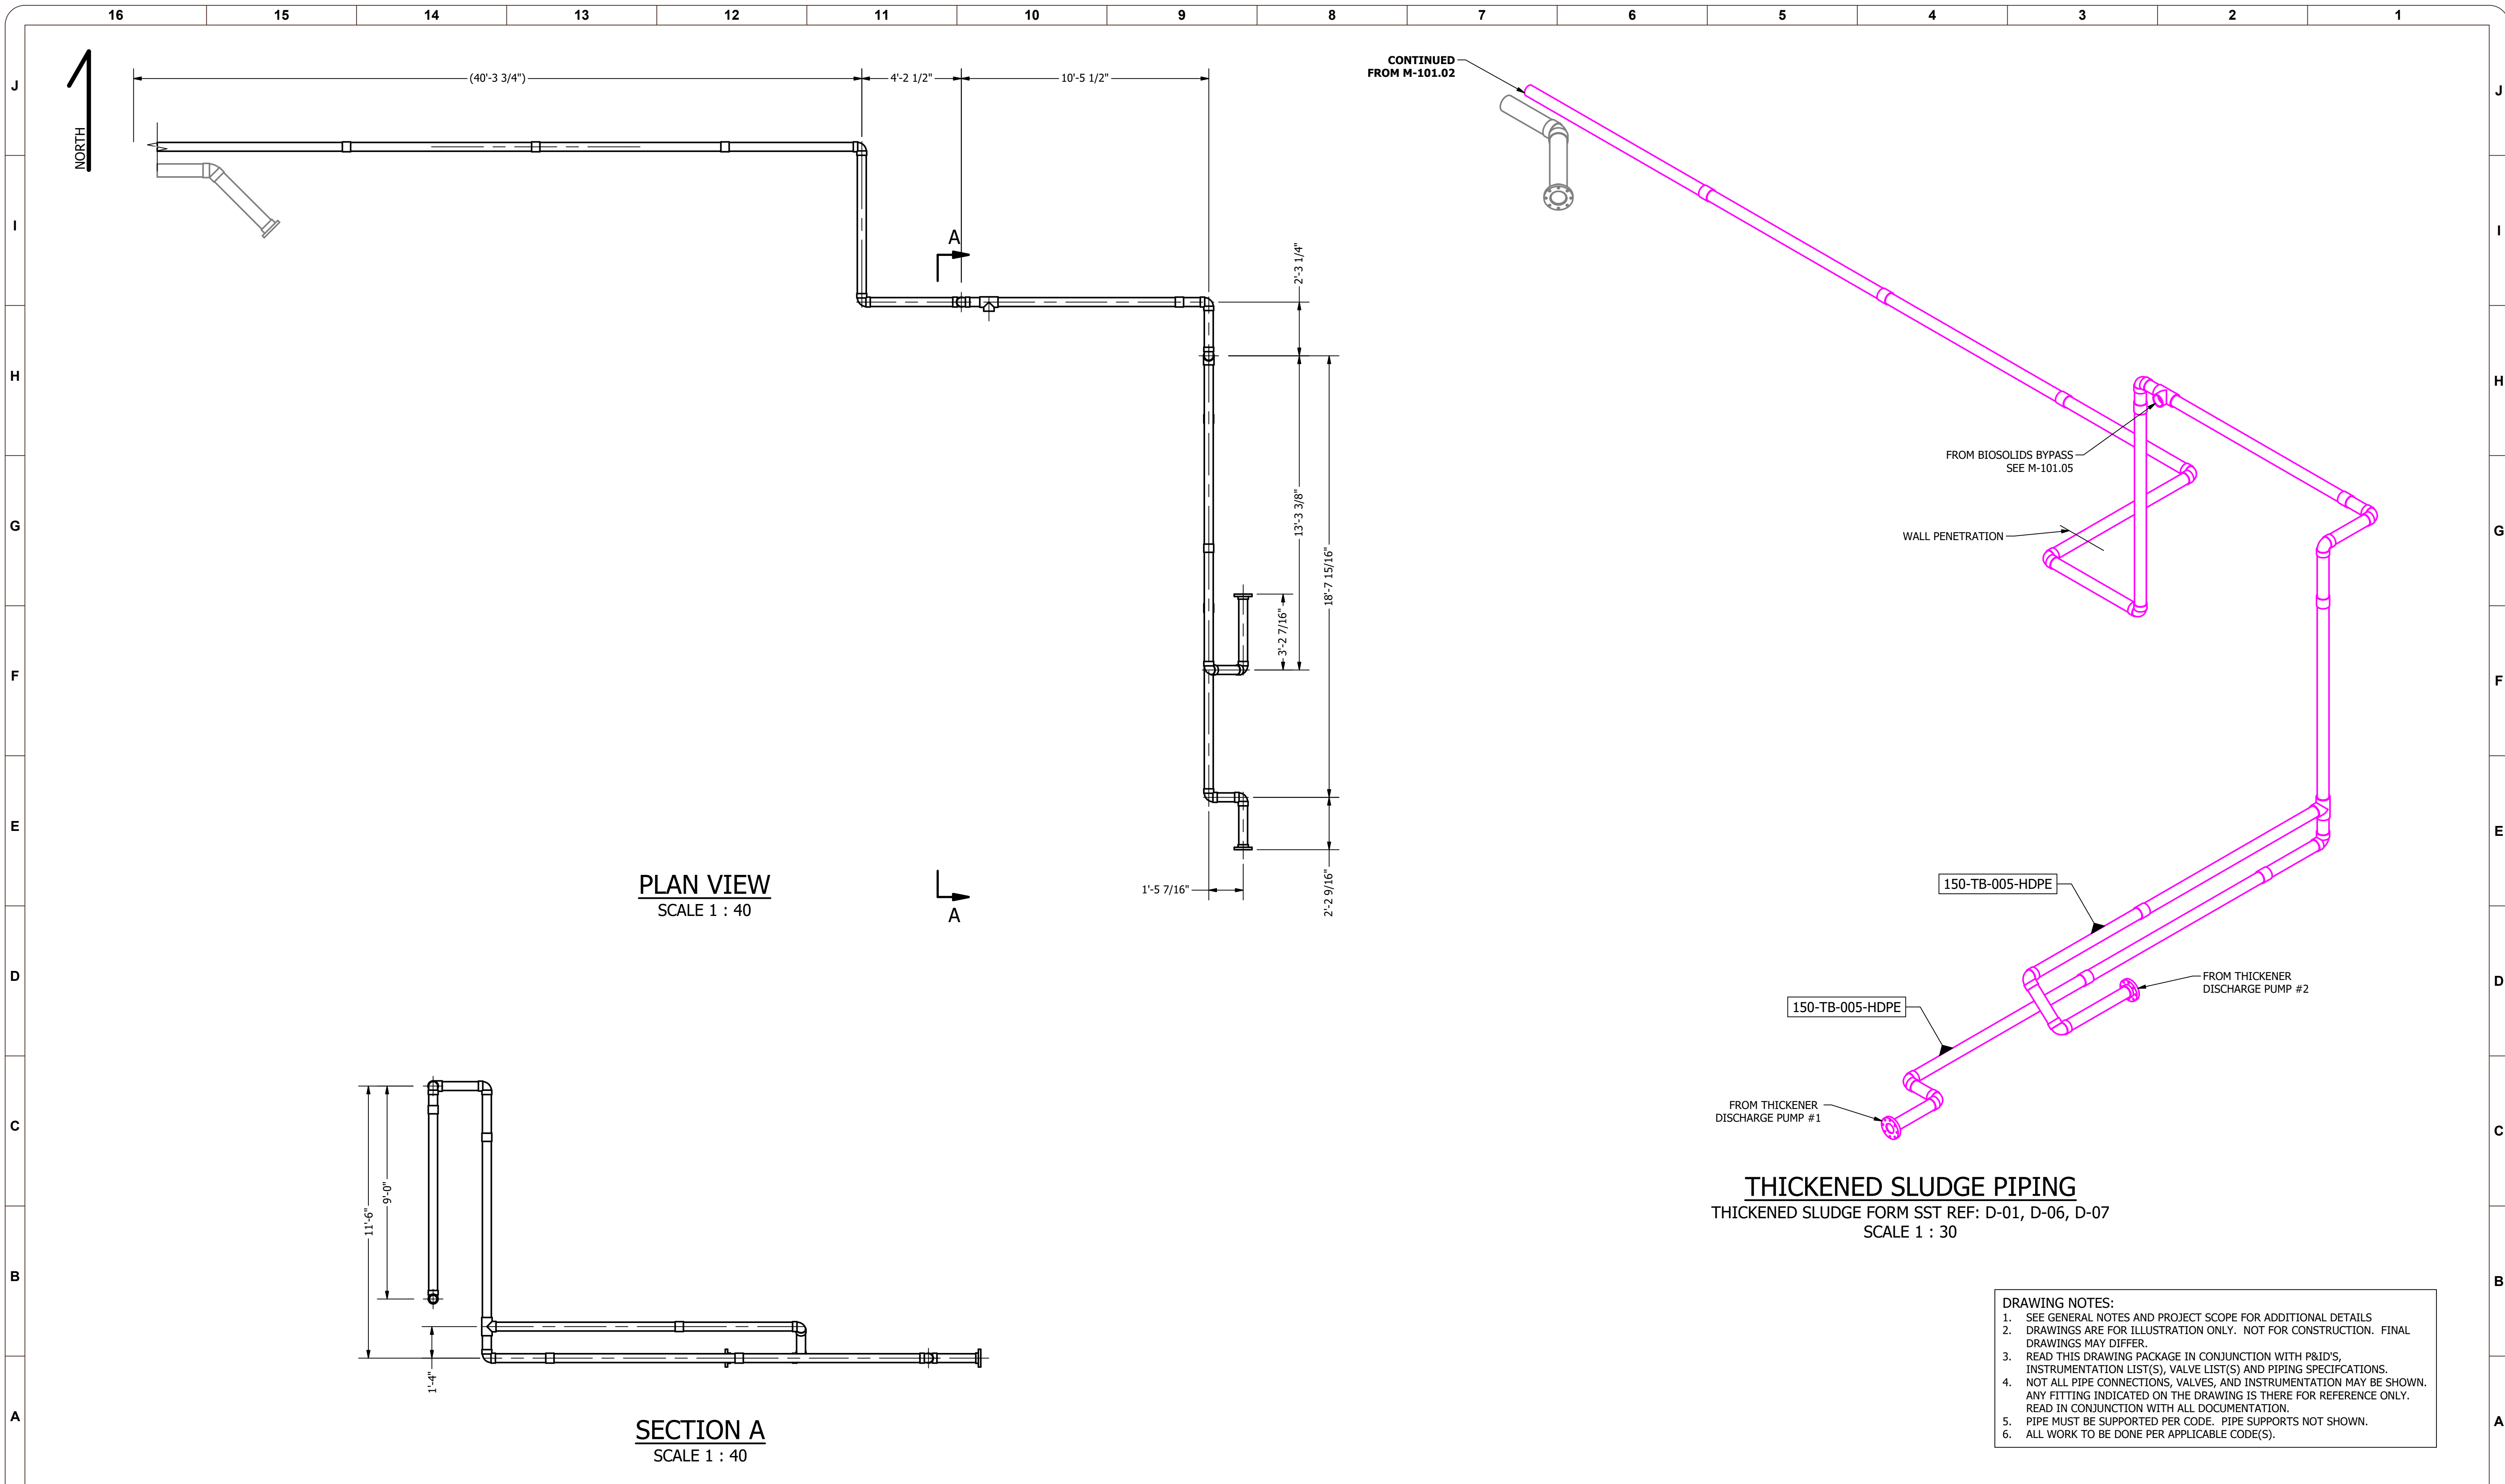 16 15 14 13 12 11 10 9 8 7 6 5 4 3 2 1
J
I
H
G
F
E
D
C
B
A
J
I
H
G
F
E
D
C
B
A
NORTH
(40'-3 3/4")
4'-2 1/2"
10'-5 1/2"
A
2'-3 1/4"
13'-3 3/8"
18'-7 15/16"
3'-2 7/16"
1'-5 7/16"
2'-2 9/16"
A
PLAN VIEW
SCALE 1 : 40
11'-6"
9'-0"
1'-4"
SECTION A
SCALE 1 : 40
CONTINUED
FROM M-101.02
FROM BIOSOLIDS BYPASS
SEE M-101.05
WALL PENETRATION
150-TB-005-HDPE
FROM THICKENER
DISCHARGE PUMP #2
150-TB-005-HDPE
FROM THICKENER
DISCHARGE PUMP #1
THICKENED SLUDGE PIPING
THICKENED SLUDGE FORM SST REF: D-01, D-06, D-07
SCALE 1 : 30
DRAWING NOTES:
1. SEE GENERAL NOTES AND PROJECT SCOPE FOR ADDITIONAL DETAILS
2. DRAWINGS ARE FOR ILLUSTRATION ONLY. NOT FOR CONSTRUCTION. FINAL
DRAWINGS MAY DIFFER.
3. READ THIS DRAWING PACKAGE IN CONJUNCTION WITH P&ID'S,
INSTRUMENTATION LIST(S), VALVE LIST(S) AND PIPING SPECIFCATIONS.
4. NOT ALL PIPE CONNECTIONS, VALVES, AND INSTRUMENTATION MAY BE SHOWN.
ANY FITTING INDICATED ON THE DRAWING IS THERE FOR REFERENCE ONLY.
READ IN CONJUNCTION WITH ALL DOCUMENTATION.
5. PIPE MUST BE SUPPORTED PER CODE. PIPE SUPPORTS NOT SHOWN.
6. ALL WORK TO BE DONE PER APPLICABLE CODE(S).